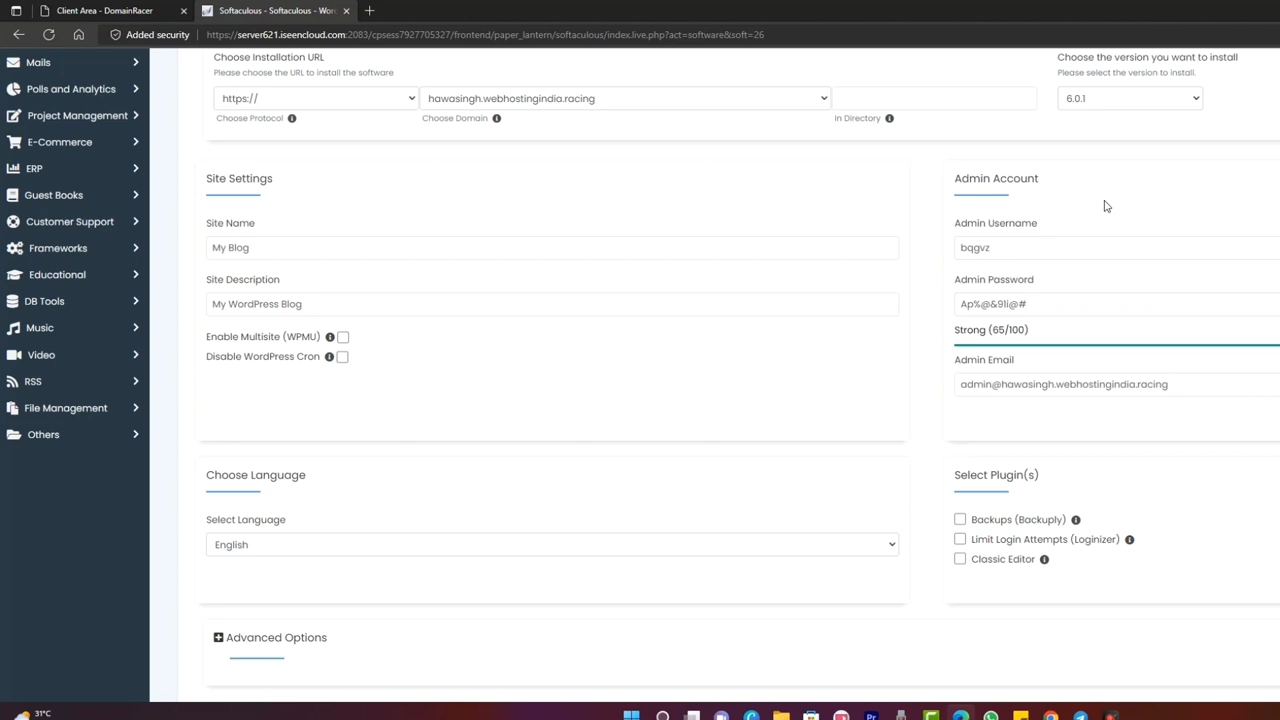 Client Area - DomainRacer
Softaculous - Softaculous - Wor
Added security
https://server621.iseencloud.com:2083/cpsess7927705327/frontend/paper_lantern/softaculous/index.live.php?act=software&soft=26
Mails
Polls and Analytics
Project Management
E-Commerce
ERP
Guest Books
Customer Support
Frameworks
Educational
DB Tools
Music
Video
RSS
File Management
Others
Choose Installation URL
Please choose the URL to install the software
https://
hawasingh.webhostingindia.racing
Choose Protocol
Choose Domain
In Directory
Choose the version you want to install
Please select the version to install.
6.0.1
Site Settings
Site Name
My Blog
Site Description
My WordPress Blog
Enable Multisite (WPMU)
Disable WordPress Cron
Admin Account
Admin Username
bqgvz
Admin Password
Ap%@&91i@#
Strong (65/100)
Admin Email
admin@hawasingh.webhostingindia.racing
Choose Language
Select Language
English
Select Plugin(s)
Backups (Backuply)
Limit Login Attempts (Loginizer)
Classic Editor
Advanced Options
31°C